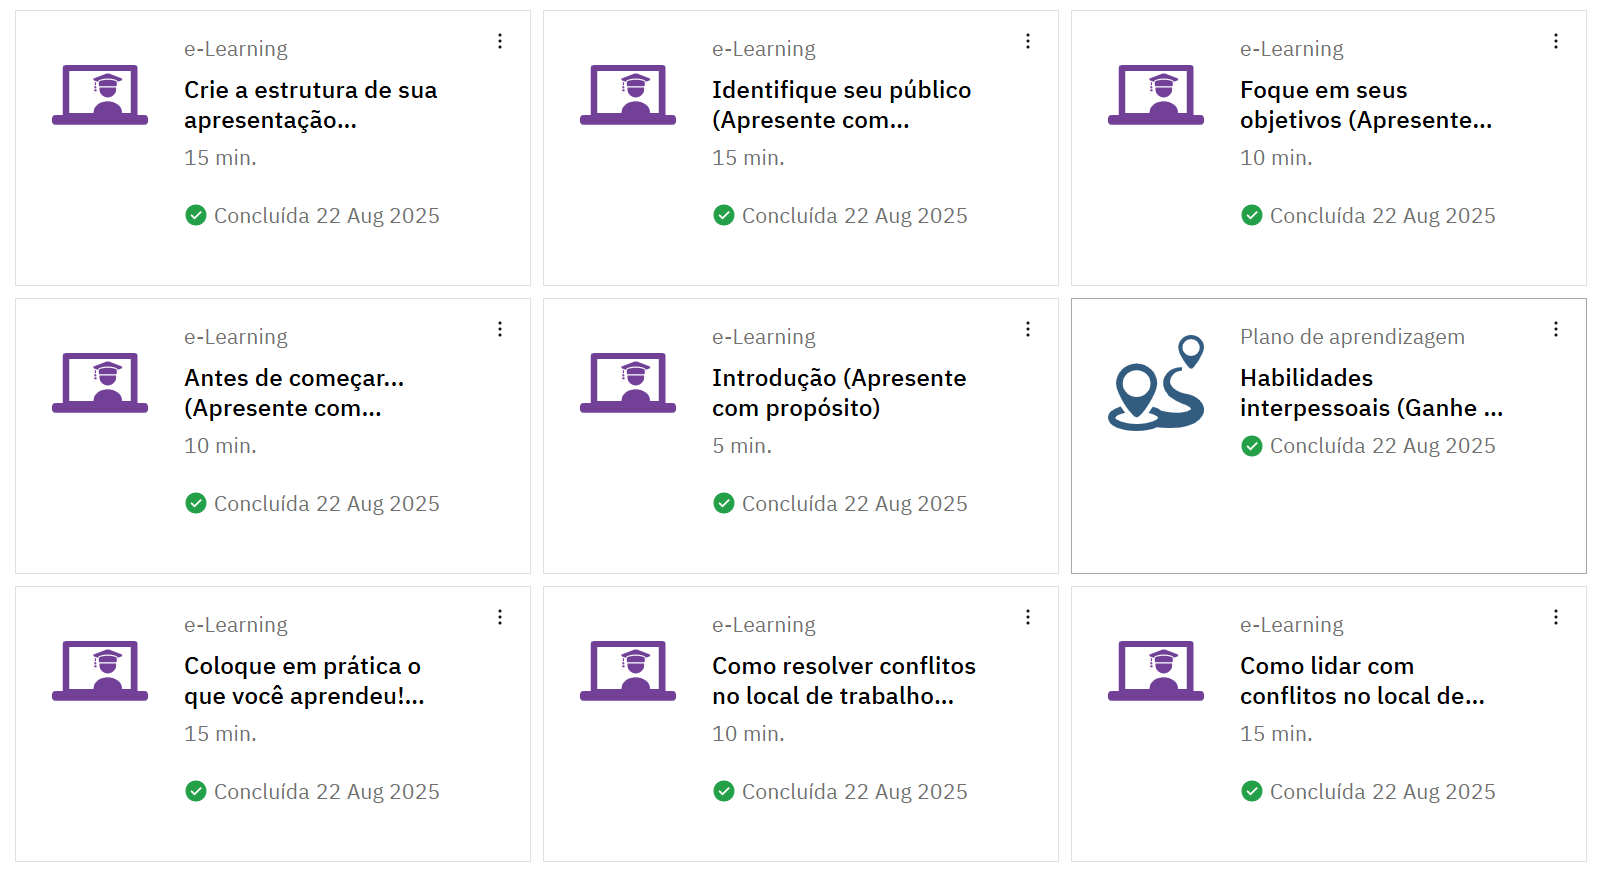 e-Learning
Crie a estrutura de sua
apresentação...
15 min.
Concluída 22 Aug 2025
e-Learning
Identifique seu público
(Apresente com...
15 min.
Concluída 22 Aug 2025
e-Learning
Foque em seus
objetivos (Apresente...
10 min.
Concluída 22 Aug 2025
e-Learning
Antes de começar...
(Apresente com...
10 min.
Concluída 22 Aug 2025
e-Learning
Introdução (Apresente
com propósito)
5 min.
Concluída 22 Aug 2025
Plano de aprendizagem
Habilidades
interpessoais (Ganhe ...
Concluída 22 Aug 2025
e-Learning
Coloque em prática o
que você aprendeu!...
15 min.
Concluída 22 Aug 2025
e-Learning
Como resolver conflitos
no local de trabalho...
10 min.
Concluída 22 Aug 2025
e-Learning
Como lidar com
conflitos no local de...
15 min.
Concluída 22 Aug 2025